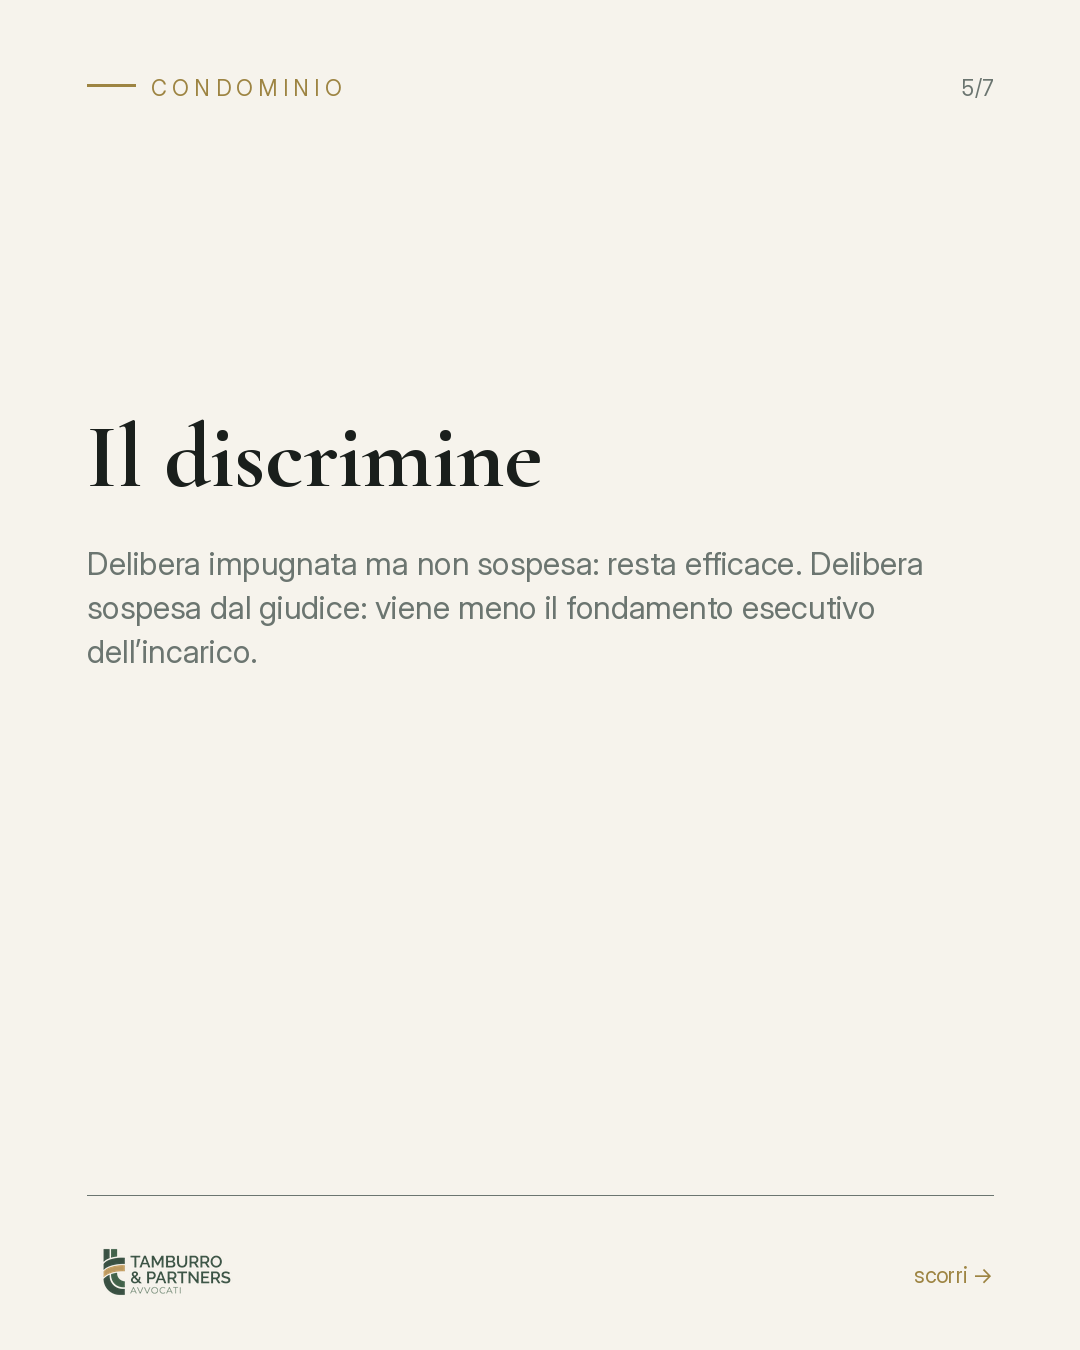 CONDOMINIO
5/7
Il discrimine
Delibera impugnata ma non sospesa: resta efficace. Delibera
sospesa dal giudice: viene meno il fondamento esecutivo
dell’incarico.
TAMBURRO
& PARTNERS
AVVOCATI
scorri →